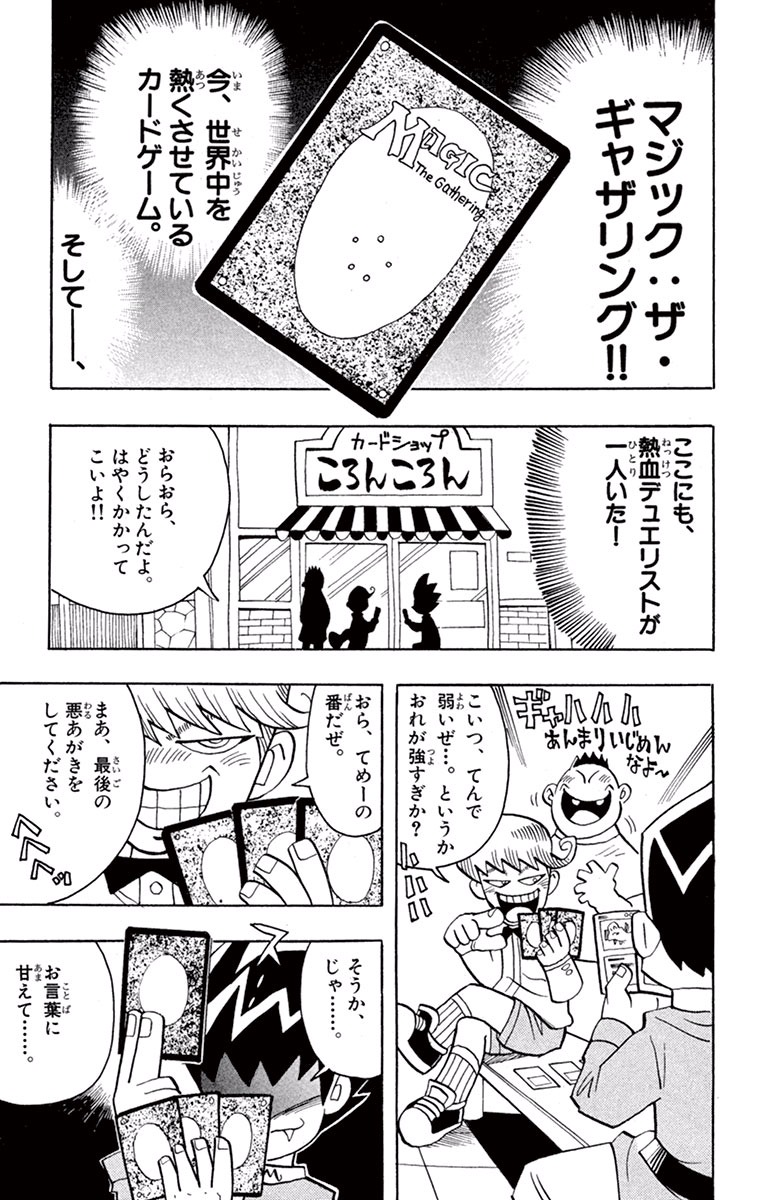 マジック：ザ・
ギャザリング!!
MAGIC
The Gathering
今、世界中を
熱くさせている
カードゲーム。
そして――、
ここにも、
熱血デュエリストが
一人いた！
カードショップ
ころんころん
おらおら、
どうしたんだよ。
はやくかかって
こいよ!!
ギャハハハ
あんまりいじめん
なよ～
こいつ、てんで
弱いぜ…。というか
おれが強すぎか？
おら、てめーの
番だぜ。
まあ、最後の
悪あがきを
してください。
そうか、
じゃ……。
お言葉に
甘えて……。